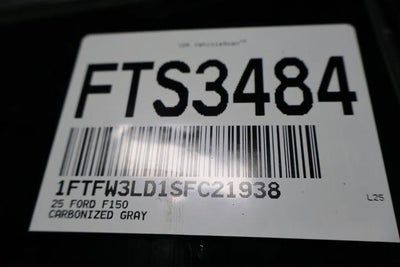 FTS3484
1FTFW3LD1SFC21938
25 FORD F150
CARBONIZED GRAY
L25